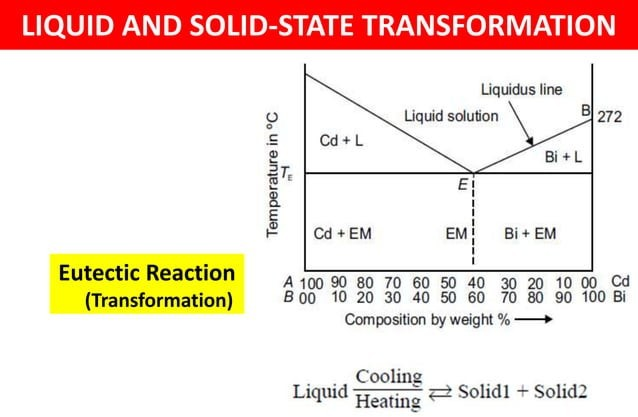 LIQUID AND SOLID-STATE TRANSFORMATION
Liquidus line
Liquid solution
B
272
Cd + L
Bi + L
Temperature in °C
TE
E
Cd + EM
EM
Bi + EM
Eutectic Reaction
(Transformation)
A 100 90 80 70 60 50 40 30 20 10 00 Cd
B 00 10 20 30 40 50 60 70 80 90 100 Bi
Composition by weight %
Liquid Cooling ⇄ Solid1 + Solid2
Heating